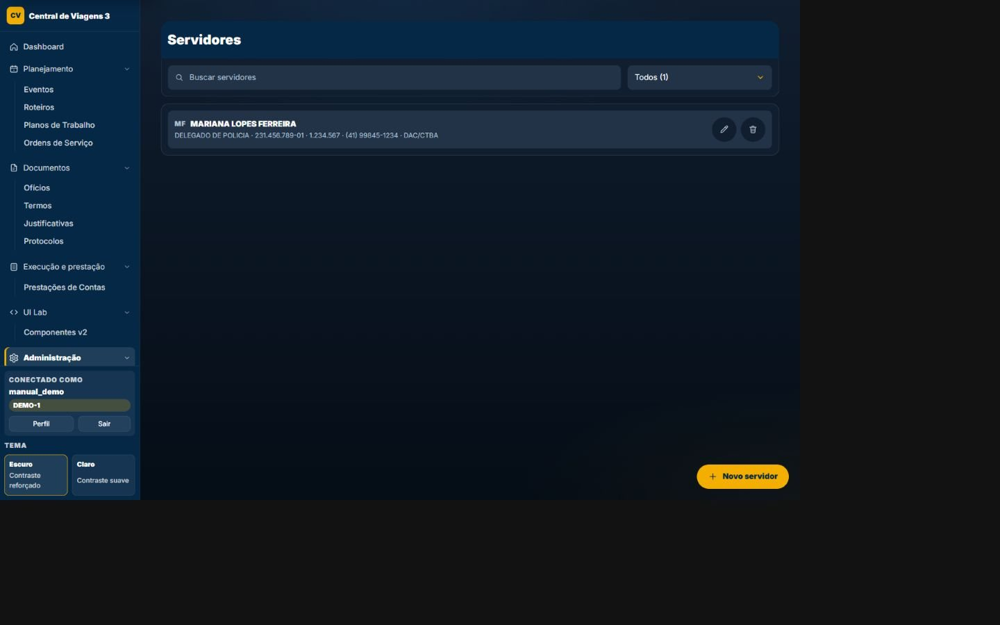 CV Central de Viagens 3
Dashboard
Planejamento
Eventos
Roteiros
Planos de Trabalho
Ordens de Serviço
Documentos
Ofícios
Termos
Justificativas
Protocolos
Execução e prestação
Prestações de Contas
UI Lab
Componentes v2
Administração
CONECTADO COMO
manual_demo
DEMO-1
Perfil Sair
TEMA
Escuro
Contraste
reforçado
Claro
Contraste suave
Servidores
Buscar servidores
Todos (1)
MF MARIANA LOPES FERREIRA
DELEGADO DE POLICIA · 231.456.789-01 · 1.234.567 · (41) 99845-1234 · DAC/CTBA
Novo servidor